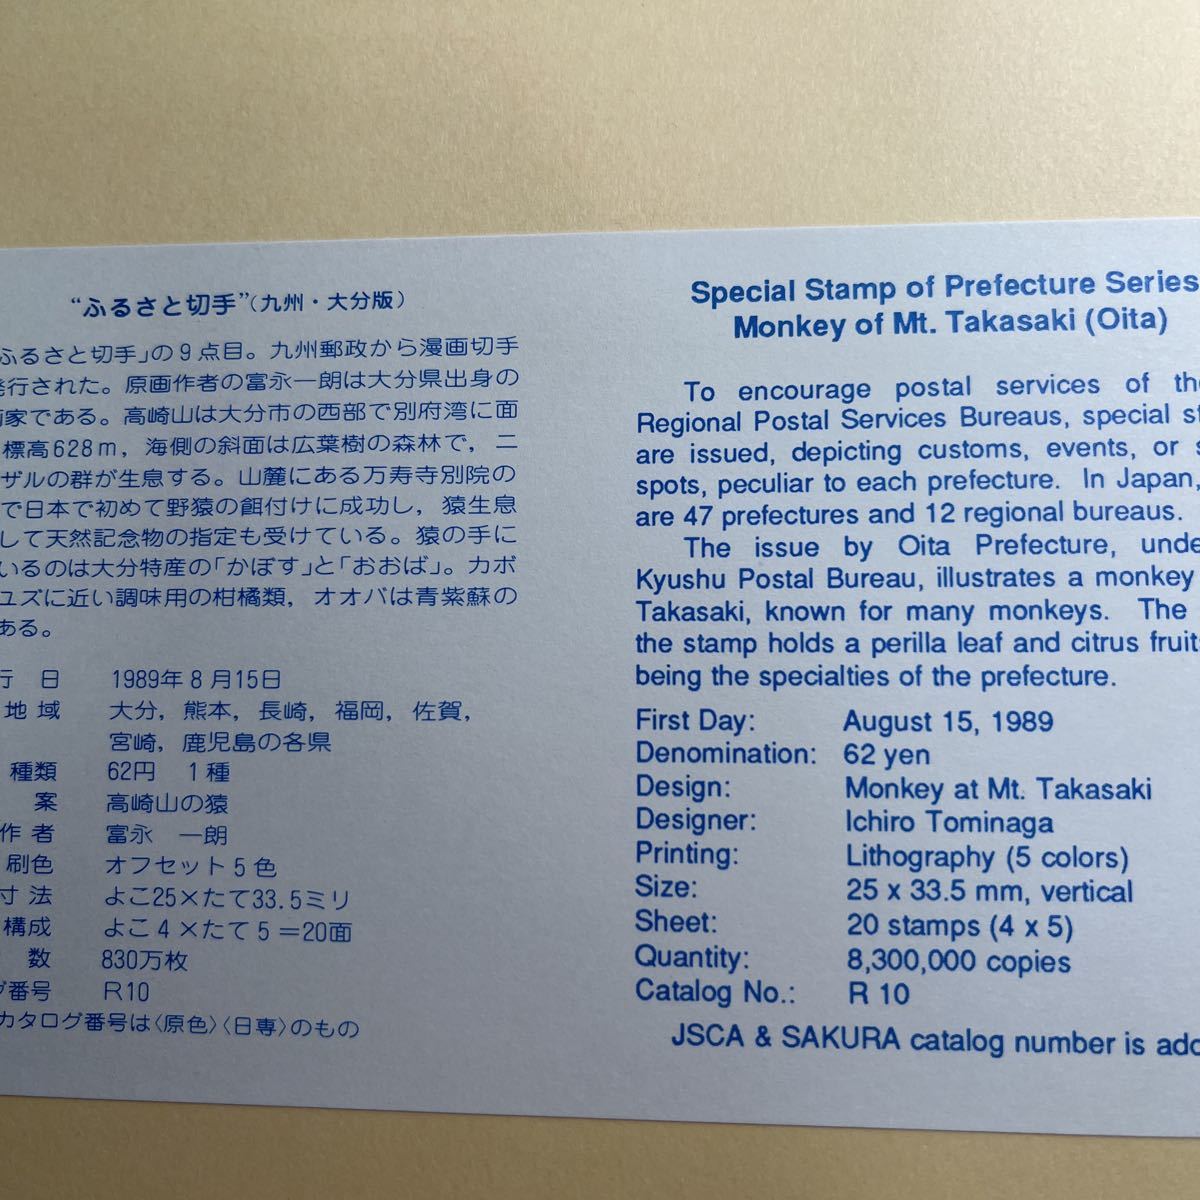 “ふるさと切手”(九州・大分版)
ふるさと切手」の9点目。九州郵政から漫画切手
発行された。原画作者の富永一朗は大分県出身の
家である。高崎山は大分市の西部で別府湾に面
標高628m，海側の斜面は広葉樹の森林で，ニ
ザルの群が生息する。山麓にある万寿寺別院の
で日本で初めて野猿の餌付けに成功し，猿生息
して天然記念物の指定も受けている。猿の手に
いるのは大分特産の「かぼす」と「おおば」。カボ
ユズに近い調味用の柑橘類，オオバは青紫蘇の
ある。
行 日 1989年8月15日
地 域 大分，熊本，長崎，福岡，佐賀，
宮崎，鹿児島の各県
種類 62円 1種
案 高崎山の猿
作 者 富永 一朗
刷色 オフセット5色
寸 法 よこ25×たて33.5ミリ
構成 よこ4×たて5＝20面
数 830万枚
グ番号 R10
カタログ番号は〈原色〉〈日専〉のもの
Special Stamp of Prefecture Series
Monkey of Mt. Takasaki (Oita)
To encourage postal services of the
Regional Postal Services Bureaus, special st
are issued, depicting customs, events, or s
spots, peculiar to each prefecture. In Japan,
are 47 prefectures and 12 regional bureaus.
The issue by Oita Prefecture, unde
Kyushu Postal Bureau, illustrates a monkey
Takasaki, known for many monkeys. The
the stamp holds a perilla leaf and citrus fruits
being the specialties of the prefecture.
First Day: August 15, 1989
Denomination: 62 yen
Design: Monkey at Mt. Takasaki
Designer: Ichiro Tominaga
Printing: Lithography (5 colors)
Size: 25 x 33.5 mm, vertical
Sheet: 20 stamps (4 x 5)
Quantity: 8,300,000 copies
Catalog No.: R 10
JSCA & SAKURA catalog number is ado